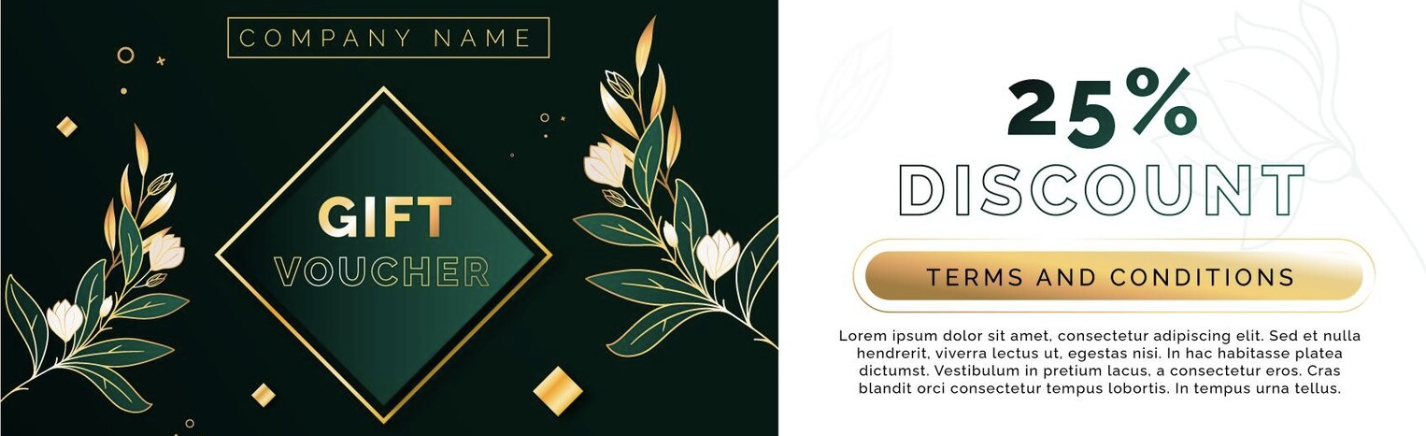 COMPANY NAME
GIFT
VOUCHER
25%
DISCOUNT
TERMS AND CONDITIONS
Lorem ipsum dolor sit amet, consectetur adipiscing elit. Sed et nulla
hendrerit, viverra lectus ut, egestas nisi. In hac habitasse platea
dictumst. Vestibulum in pretium lacus, a consectetur eros. Cras
blandit orci consectetur tempus lobortis. In tempus urna tellus.